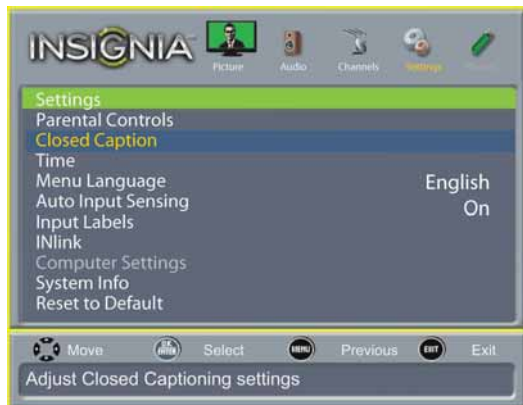 INSIGNIA
Picture Audio Channels Settings
Settings
Parental Controls
Closed Caption
Time
Menu Language English
Auto Input Sensing On
Input Labels
INlink
Computer Settings
System Info
Reset to Default
Move OK ENTER Select MENU Previous EXIT Exit
Adjust Closed Captioning settings